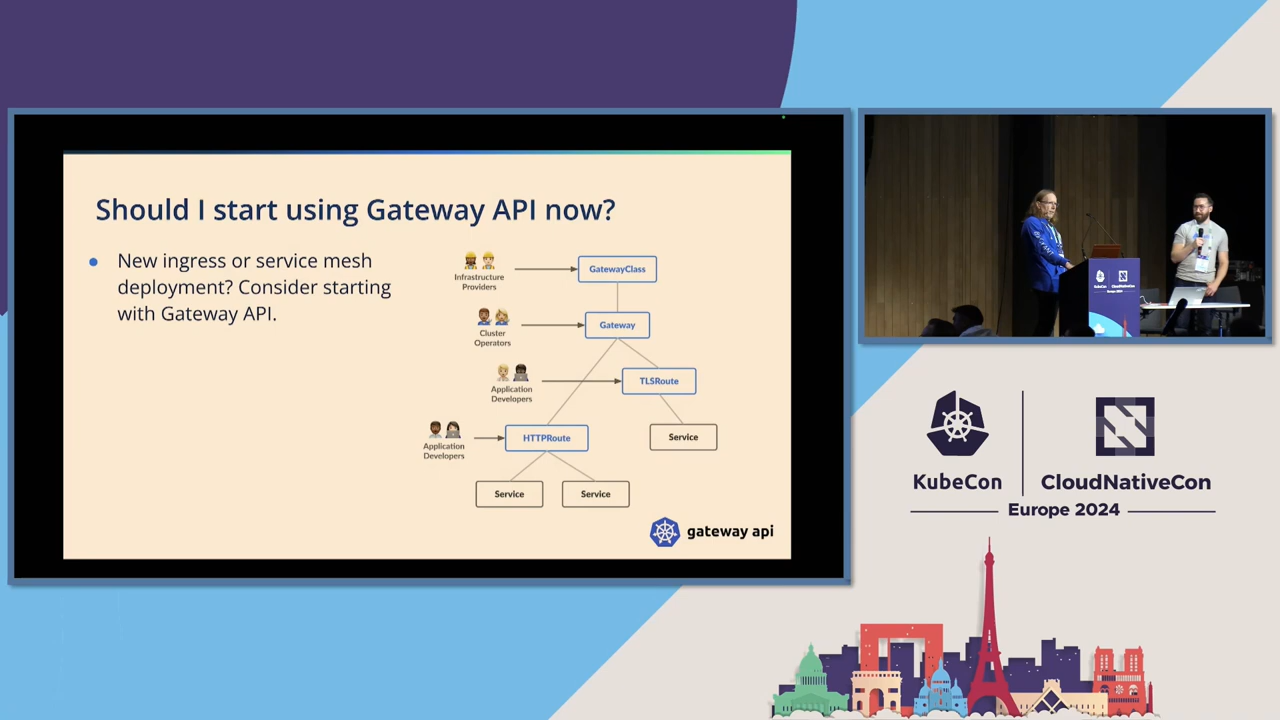 Should I start using Gateway API now?
New ingress or service mesh
deployment? Consider starting
with Gateway API.
Infrastructure
Providers
GatewayClass
Cluster
Operators
Gateway
Application
Developers
TLSRoute
Application
Developers
HTTPRoute
Service
Service
Service
gateway api
KubeCon
CloudNativeCon
Europe 2024